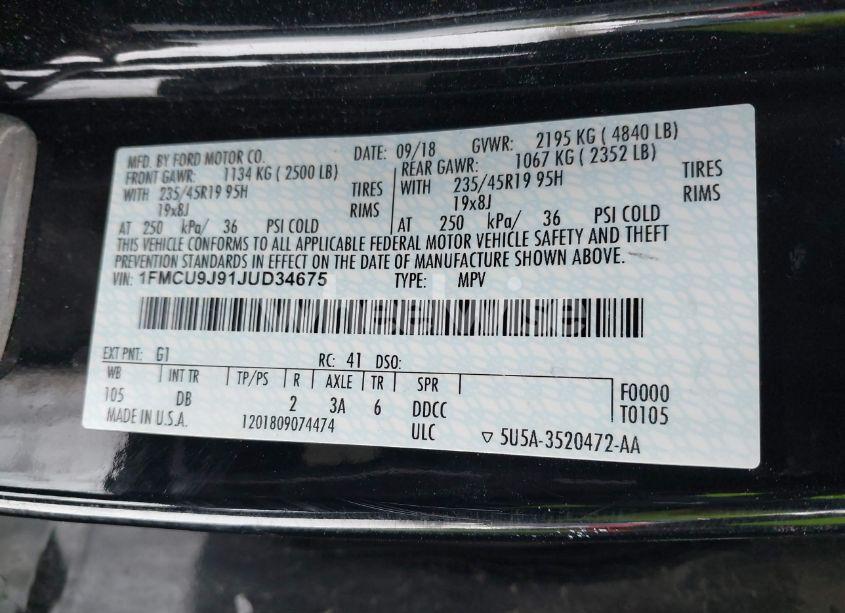 MFD. BY FORD MOTOR CO. DATE: 09/18 GVWR: 2195 KG ( 4840 LB)
FRONT GAWR: 1134 KG ( 2500 LB) REAR GAWR: 1067 KG ( 2352 LB)
WITH 235/45R19 95H TIRES WITH 235/45R19 95H TIRES
19x8J RIMS 19x8J RIMS
AT 250 kPa/ 36 PSI COLD AT 250 kPa/ 36 PSI COLD
THIS VEHICLE CONFORMS TO ALL APPLICABLE FEDERAL MOTOR VEHICLE SAFETY AND THEFT
PREVENTION STANDARDS IN EFFECT ON THE DATE OF MANUFACTURE SHOWN ABOVE.
VIN: 1FMCU9J91JUD34675 TYPE: MPV
EXT PNT: G1 RC: 41 DSO:
WB INT TR TP/PS R AXLE TR SPR
105 DB 2 3A 6 DDCC F0000
T0105
MADE IN U.S.A. 1201809074474 ULC ▽ 5U5A-3520472-AA